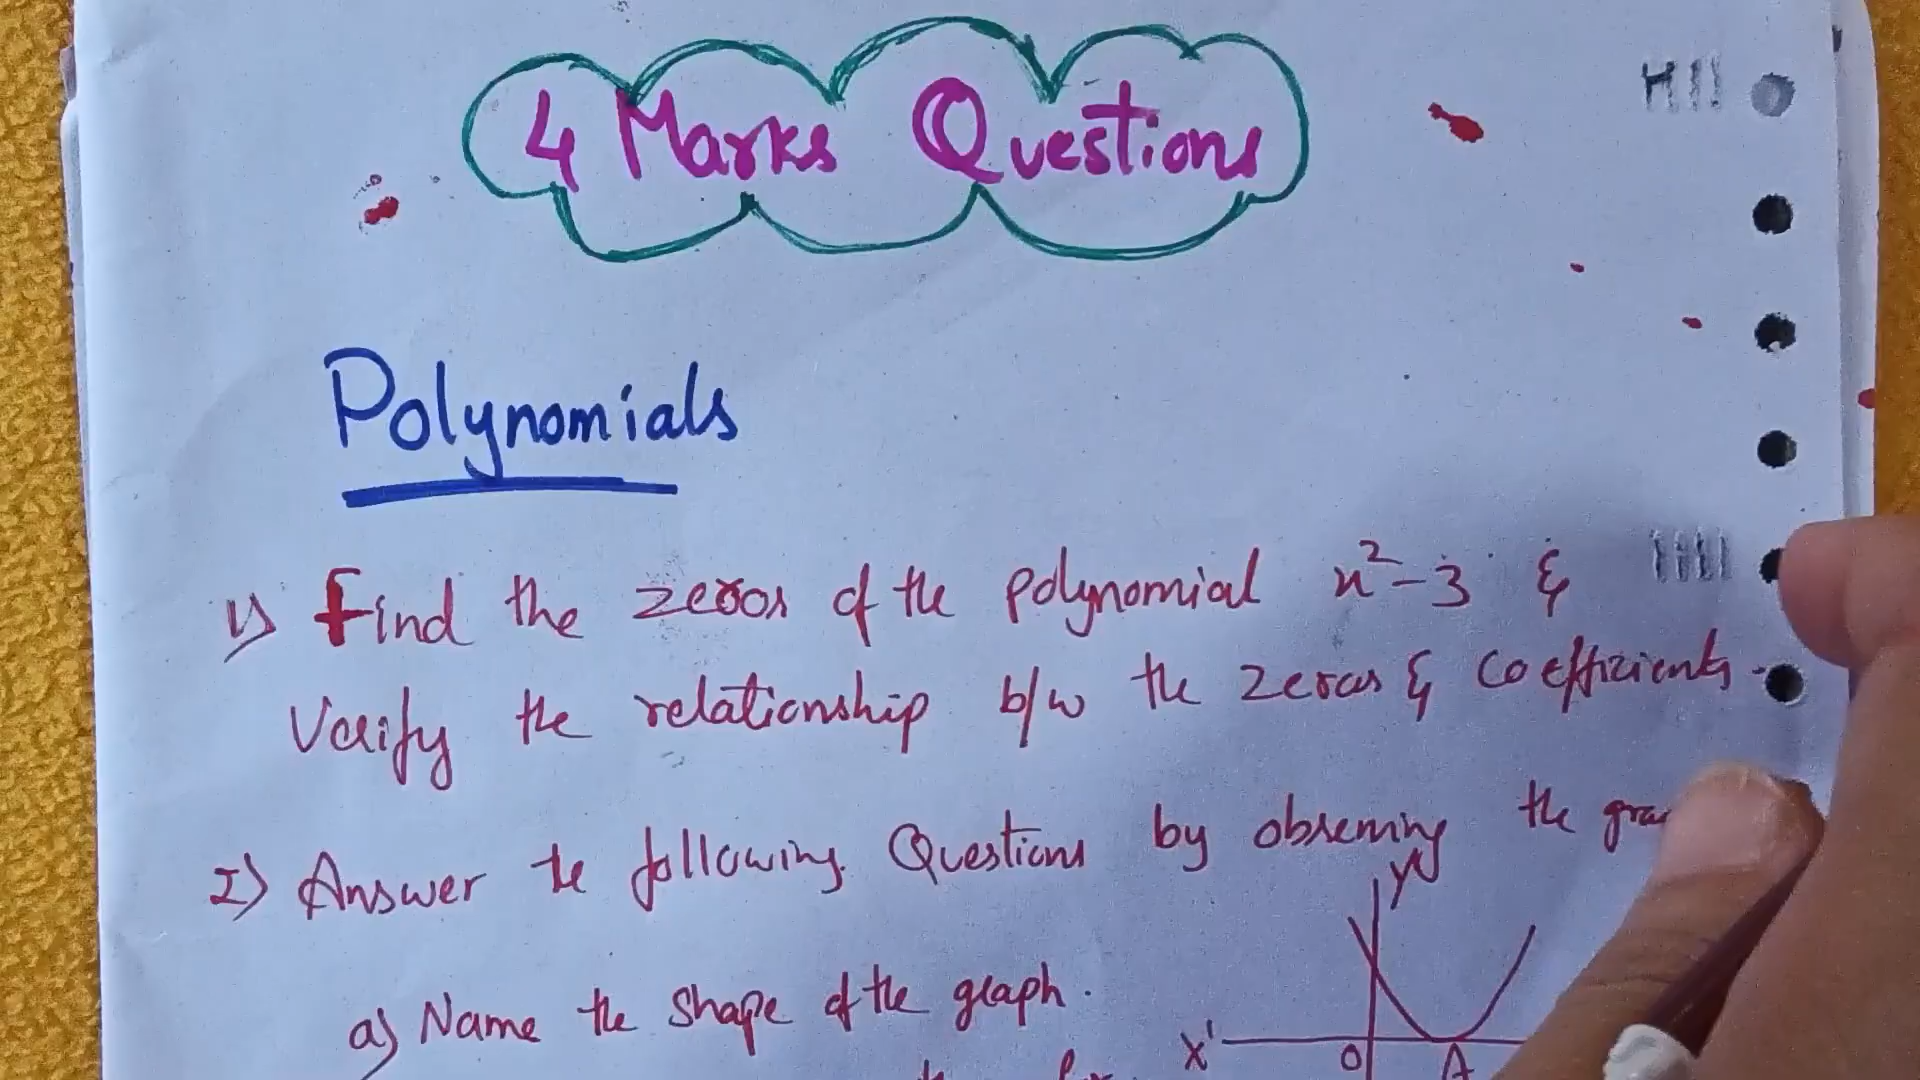 4 Marks Questions
Polynomials
1) Find the zeros of the polynomial x²-3 &
Verify the relationship b/w the zeros & coefficients.
2) Answer the following Questions by observing the
Y
a) Name the shape of the graph.
X'
O
A